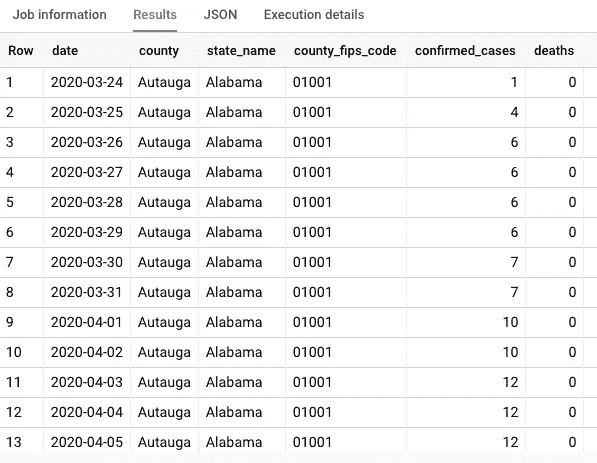 Job information Results JSON Execution details
Row date county state_name county_fips_code confirmed_cases deaths
1 2020-03-24 Autauga Alabama 01001 1 0
2 2020-03-25 Autauga Alabama 01001 4 0
3 2020-03-26 Autauga Alabama 01001 6 0
4 2020-03-27 Autauga Alabama 01001 6 0
5 2020-03-28 Autauga Alabama 01001 6 0
6 2020-03-29 Autauga Alabama 01001 6 0
7 2020-03-30 Autauga Alabama 01001 7 0
8 2020-03-31 Autauga Alabama 01001 7 0
9 2020-04-01 Autauga Alabama 01001 10 0
10 2020-04-02 Autauga Alabama 01001 10 0
11 2020-04-03 Autauga Alabama 01001 12 0
12 2020-04-04 Autauga Alabama 01001 12 0
13 2020-04-05 Autauga Alabama 01001 12 0